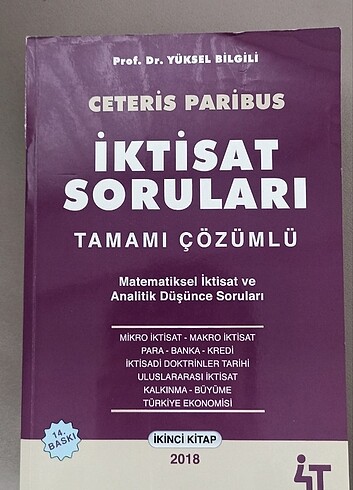 Prof. Dr. YÜKSEL BİLGİLİ
CETERIS PARIBUS
İKTİSAT
SORULARI
TAMAMI ÇÖZÜMLÜ
Matematiksel İktisat ve
Analitik Düşünce Soruları
MİKRO İKTİSAT - MAKRO İKTİSAT
PARA - BANKA - KREDİ
İKTİSADİ DOKTRİNLER TARİHİ
ULUSLARARASI İKTİSAT
KALKINMA - BÜYÜME
TÜRKİYE EKONOMİSİ
14.
BASKI
İKİNCİ KİTAP
2018
4T